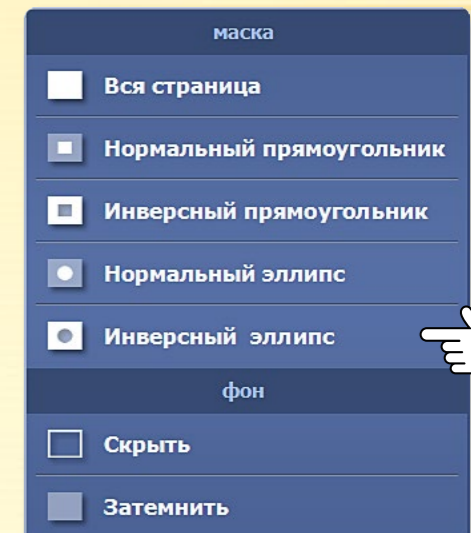 маска
Вся страница
Нормальный прямоугольник
Инверсный прямоугольник
Нормальный эллипс
Инверсный эллипс
фон
Скрыть
Затемнить